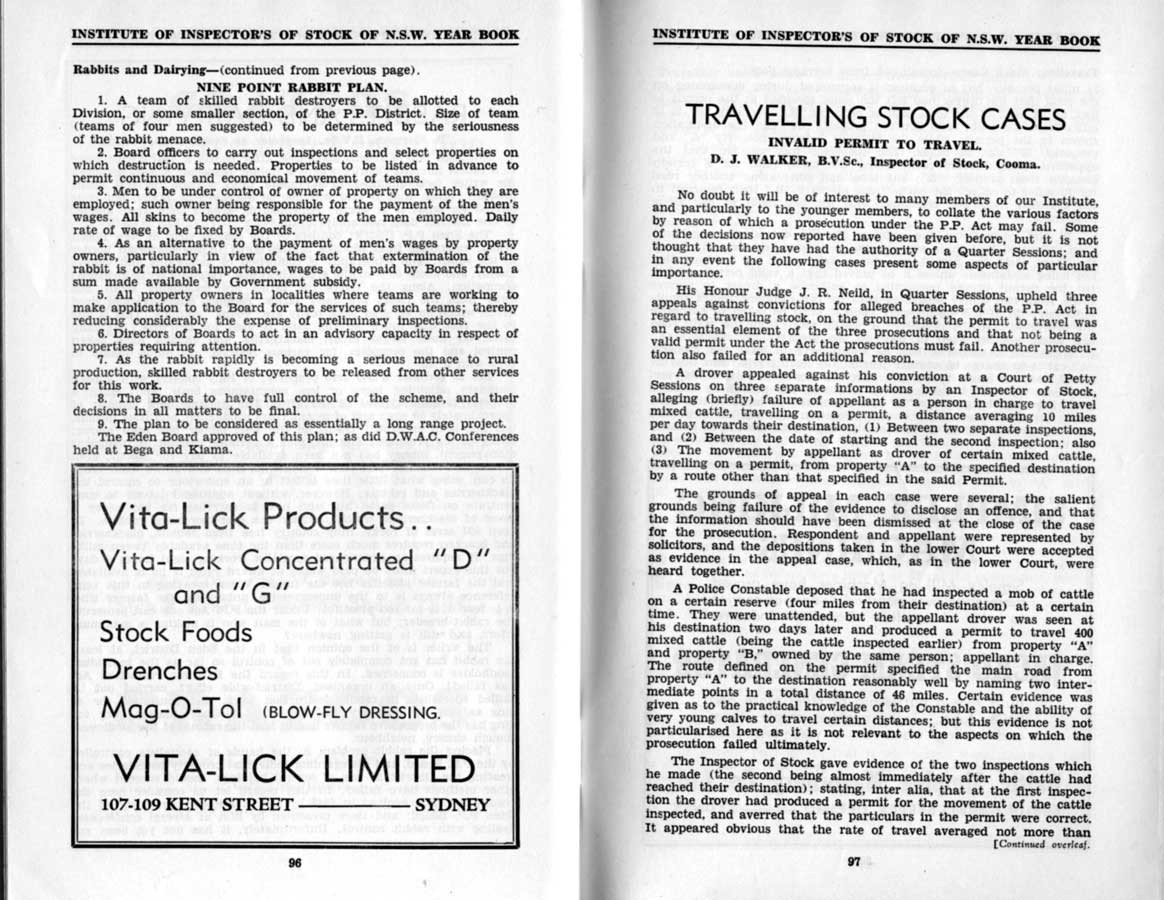 INSTITUTE OF INSPECTOR'S OF STOCK OF N.S.W. YEAR BOOK
Rabbits and Dairying—(continued from previous page).
NINE POINT RABBIT PLAN.
1. A team of skilled rabbit destroyers to be allotted to each
Division, or some smaller section, of the P.P. District. Size of team
(teams of four men suggested) to be determined by the seriousness
of the rabbit menace.
2. Board officers to carry out inspections and select properties on
which destruction is needed. Properties to be listed in advance to
permit continuous and economical movement of teams.
3. Men to be under control of owner of property on which they are
employed; such owner being responsible for the payment of the men's
wages. All skins to become the property of the men employed. Daily
rate of wage to be fixed by Boards.
4. As an alternative to the payment of men's wages by property
owners, particularly in view of the fact that extermination of the
rabbit is of national importance, wages to be paid by Boards from a
sum made available by Government subsidy.
5. All property owners in localities where teams are working to
make application to the Board for the services of such teams; thereby
reducing considerably the expense of preliminary inspections.
6. Directors of Boards to act in an advisory capacity in respect of
properties requiring attention.
7. As the rabbit rapidly is becoming a serious menace to rural
production, skilled rabbit destroyers to be released from other services
for this work.
8. The Boards to have full control of the scheme, and their
decisions in all matters to be final.
9. The plan to be considered as essentially a long range project.
The Eden Board approved of this plan; as did D.W.A.C. Conferences
held at Bega and Kiama.
Vita-Lick Products..
Vita-Lick Concentrated "D"
and "G"
Stock Foods
Drenches
Mag-O-Tol (BLOW-FLY DRESSING.
VITA-LICK LIMITED
107-109 KENT STREET — SYDNEY
96
INSTITUTE OF INSPECTOR'S OF STOCK OF N.S.W. YEAR BOOK
TRAVELLING STOCK CASES
INVALID PERMIT TO TRAVEL.
D. J. WALKER, B.V.Sc., Inspector of Stock, Cooma.
No doubt it will be of interest to many members of our Institute,
and particularly to the younger members, to collate the various factors
by reason of which a prosecution under the P.P. Act may fail. Some
of the decisions now reported have been given before, but it is not
thought that they have had the authority of a Quarter Sessions; and
in any event the following cases present some aspects of particular
importance.
His Honour Judge J. R. Neild, in Quarter Sessions, upheld three
appeals against convictions for alleged breaches of the P.P. Act in
regard to travelling stock, on the ground that the permit to travel was
an essential element of the three prosecutions and that not being a
valid permit under the Act the prosecutions must fail. Another prosecu-
tion also failed for an additional reason.
A drover appealed against his conviction at a Court of Petty
Sessions on three separate informations by an Inspector of Stock,
alleging (briefly) failure of appellant as a person in charge to travel
mixed cattle, travelling on a permit, a distance averaging 10 miles
per day towards their destination, (1) Between two separate inspections,
and (2) Between the date of starting and the second inspection; also
(3) The movement by appellant as drover of certain mixed cattle,
travelling on a permit, from property "A" to the specified destination
by a route other than that specified in the said Permit.
The grounds of appeal in each case were several; the salient
grounds being failure of the evidence to disclose an offence, and that
the information should have been dismissed at the close of the case
for the prosecution. Respondent and appellant were represented by
solicitors, and the depositions taken in the lower Court were accepted
as evidence in the appeal case, which, as in the lower Court, were
heard together.
A Police Constable deposed that he had inspected a mob of cattle
on a certain reserve (four miles from their destination) at a certain
time. They were unattended, but the appellant drover was seen at
his destination two days later and produced a permit to travel 400
mixed cattle (being the cattle inspected earlier) from property "A"
and property "B," owned by the same person; appellant in charge.
The route defined on the permit specified the main road from
property "A" to the destination reasonably well by naming two inter-
mediate points in a total distance of 46 miles. Certain evidence was
given as to the practical knowledge of the Constable and the ability of
very young calves to travel certain distances; but this evidence is not
particularised here as it is not relevant to the aspects on which the
prosecution failed ultimately.
The Inspector of Stock gave evidence of the two inspections which
he made (the second being almost immediately after the cattle had
reached their destination); stating, inter alia, that at the first inspec-
tion the drover had produced a permit for the movement of the cattle
inspected, and averred that the particulars in the permit were correct.
It appeared obvious that the rate of travel averaged not more than
[Continued overleaf.
97